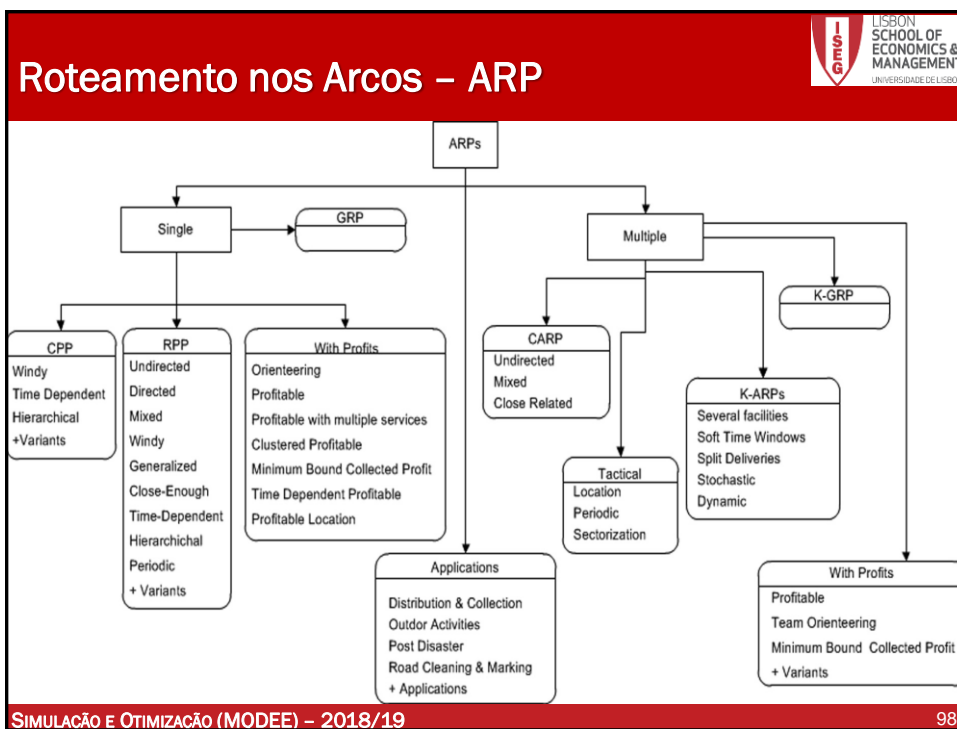 Roteamento nos Arcos – ARP
ISEG
LISBON
SCHOOL OF
ECONOMICS &
MANAGEMENT
UNIVERSIDADE DE LISBO
ARPs
Single
GRP
Multiple
K-GRP
CPP
Windy
Time Dependent
Hierarchical
+Variants
RPP
Undirected
Directed
Mixed
Windy
Generalized
Close-Enough
Time-Dependent
Hierarchichal
Periodic
+ Variants
With Profits
Orienteering
Profitable
Profitable with multiple services
Clustered Profitable
Minimum Bound Collected Profit
Time Dependent Profitable
Profitable Location
CARP
Undirected
Mixed
Close Related
Tactical
Location
Periodic
Sectorization
K-ARPs
Several facilities
Soft Time Windows
Split Deliveries
Stochastic
Dynamic
Applications
Distribution & Collection
Outdor Activities
Post Disaster
Road Cleaning & Marking
+ Applications
With Profits
Profitable
Team Orienteering
Minimum Bound Collected Profit
+ Variants
SIMULAÇÃO E OTIMIZAÇÃO (MODEE) – 2018/19
98